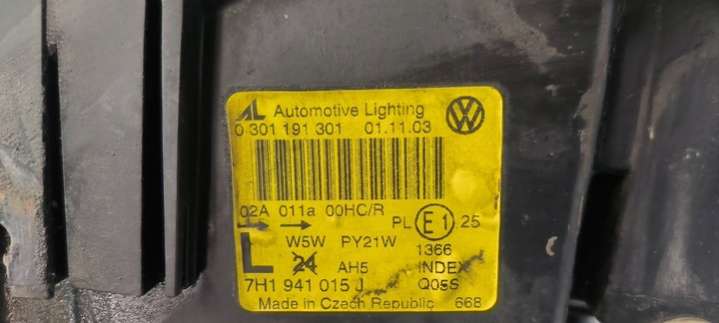 AL Automotive Lighting
0 301 191 301 01.11.03
02A 011a 00HC/R
PL E1 25
W5W PY21W 1366
L 24 AH5 INDEX
7H1 941 015 J Q05S
Made in Czech Republic 668